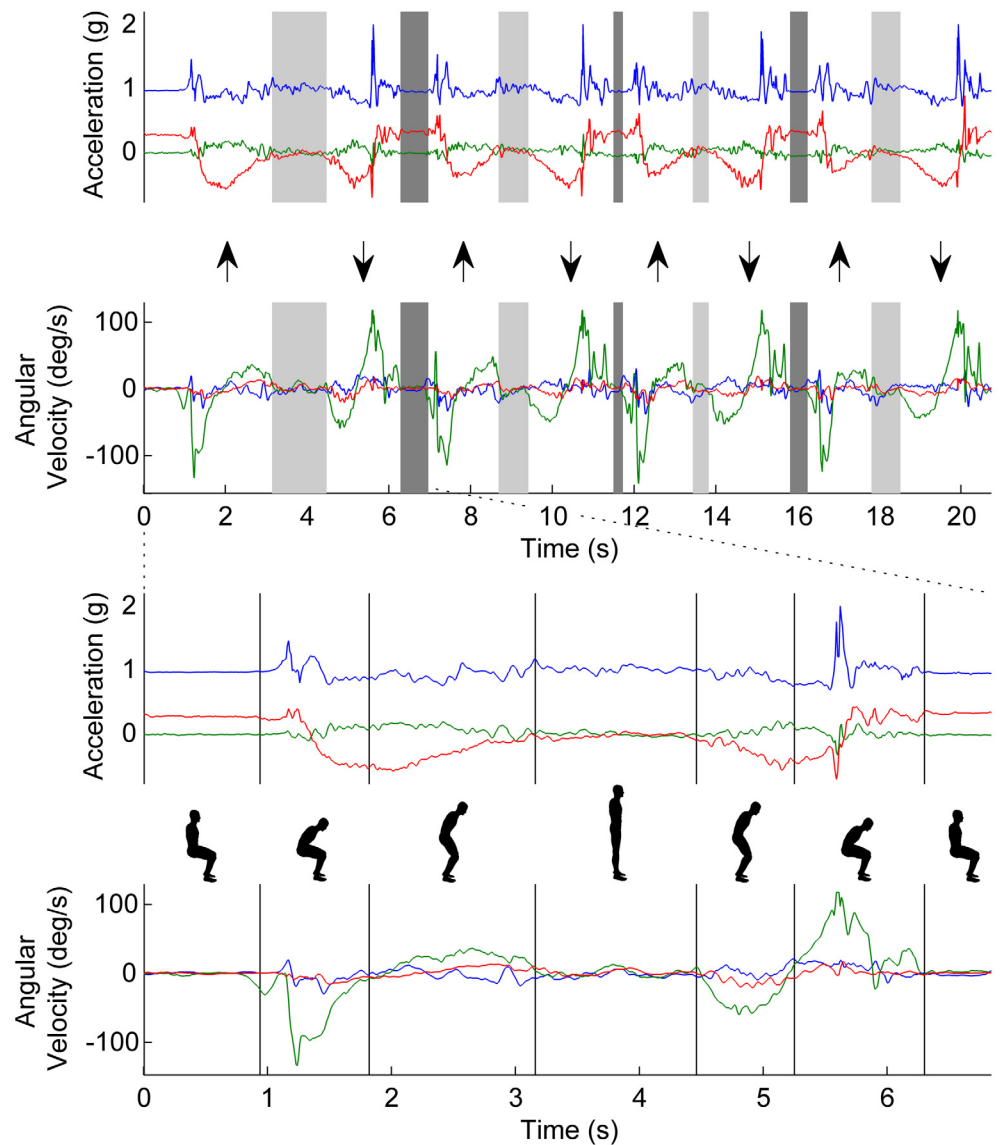 Acceleration (g)
2
1
0
Angular
Velocity (deg/s)
100
0
-100
0 2 4 6 8 10 12 14 16 18 20
Time (s)
Acceleration (g)
2
1
0
Angular
Velocity (deg/s)
100
0
-100
0 1 2 3 4 5 6
Time (s)